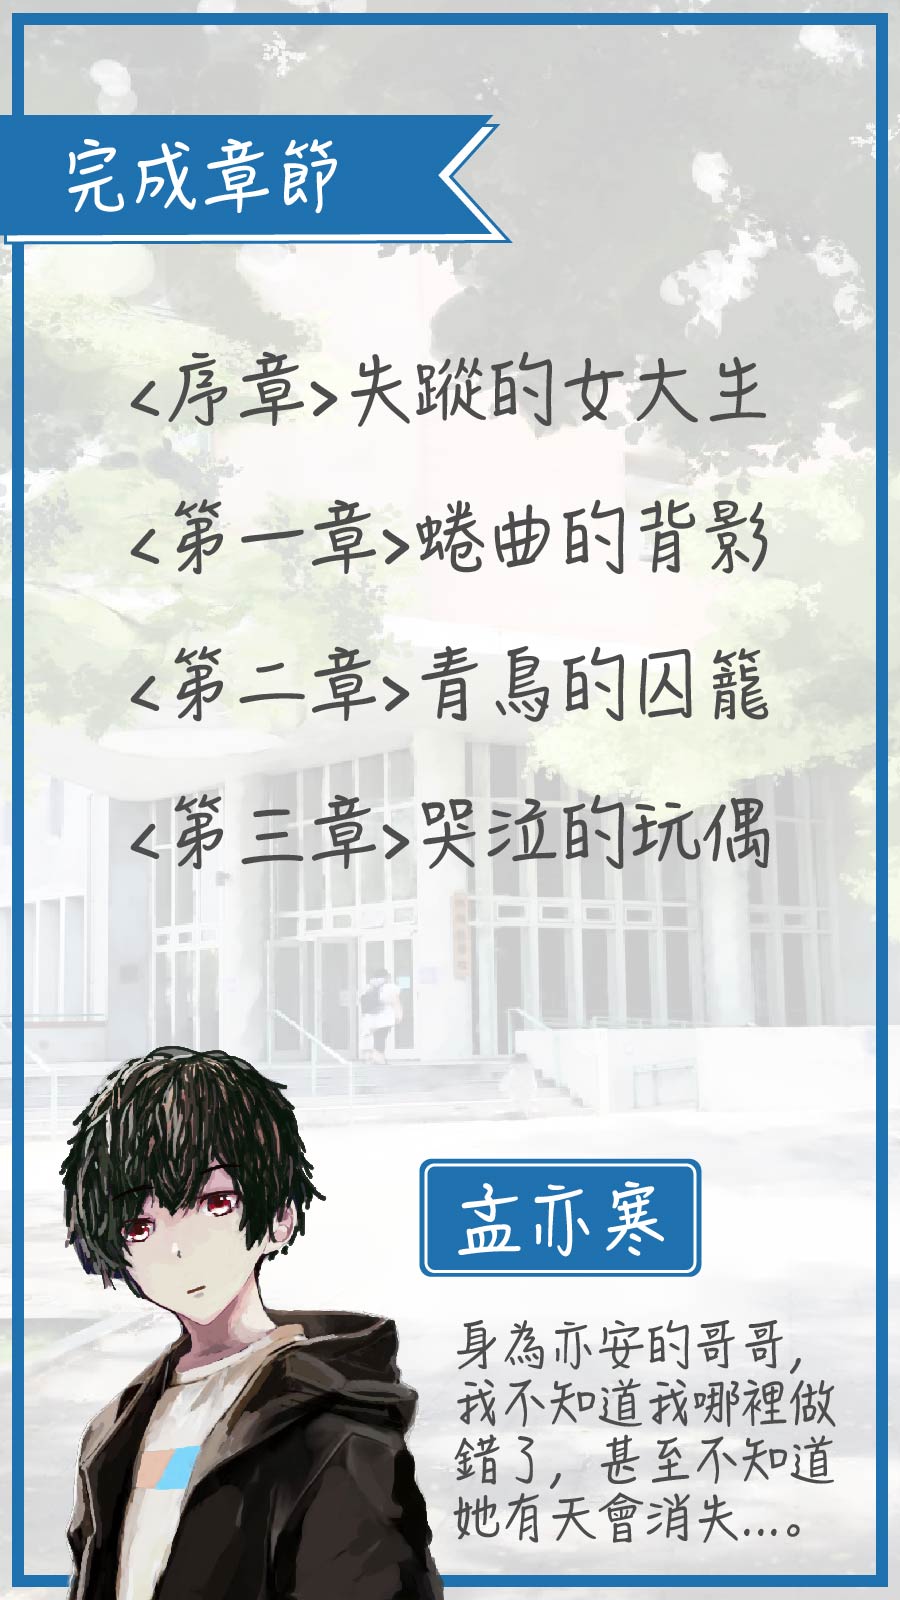 完成章節
<序章>失蹤的女大生
<第一章>蜷曲的背影
<第二章>青鳥的囚籠
<第三章>哭泣的玩偶
孟亦寒
身為亦安的哥哥,
我不知道我哪裡做
錯了, 甚至不知道
她有天會消失...。